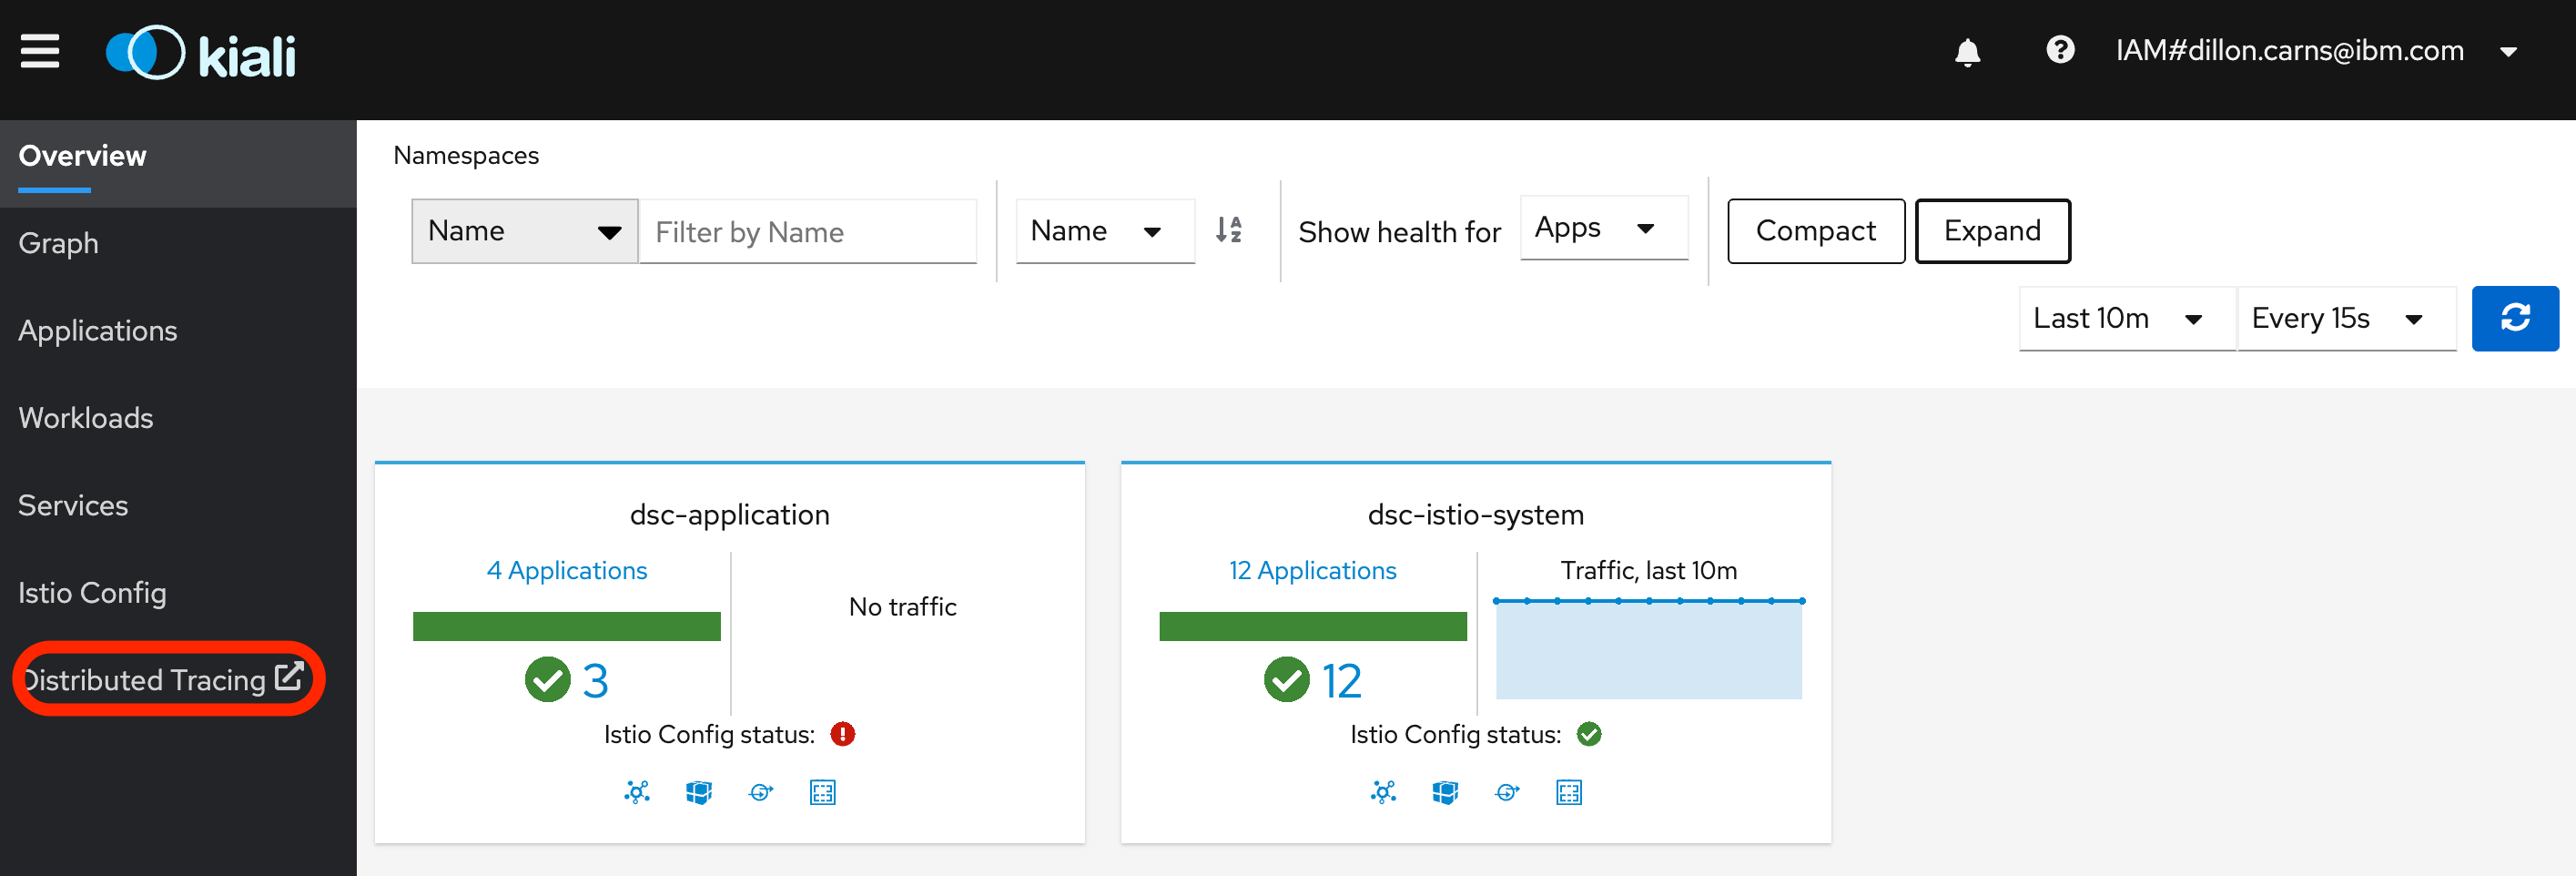 kiali
IAM#dillon.carns@ibm.com
Overview
Graph
Applications
Workloads
Services
Istio Config
Distributed Tracing
Namespaces
Name
Filter by Name
Name
Show health for
Apps
Compact
Expand
Last 10m
Every 15s
dsc-application
4 Applications
3
No traffic
Istio Config status:
dsc-istio-system
12 Applications
12
Traffic, last 10m
Istio Config status: